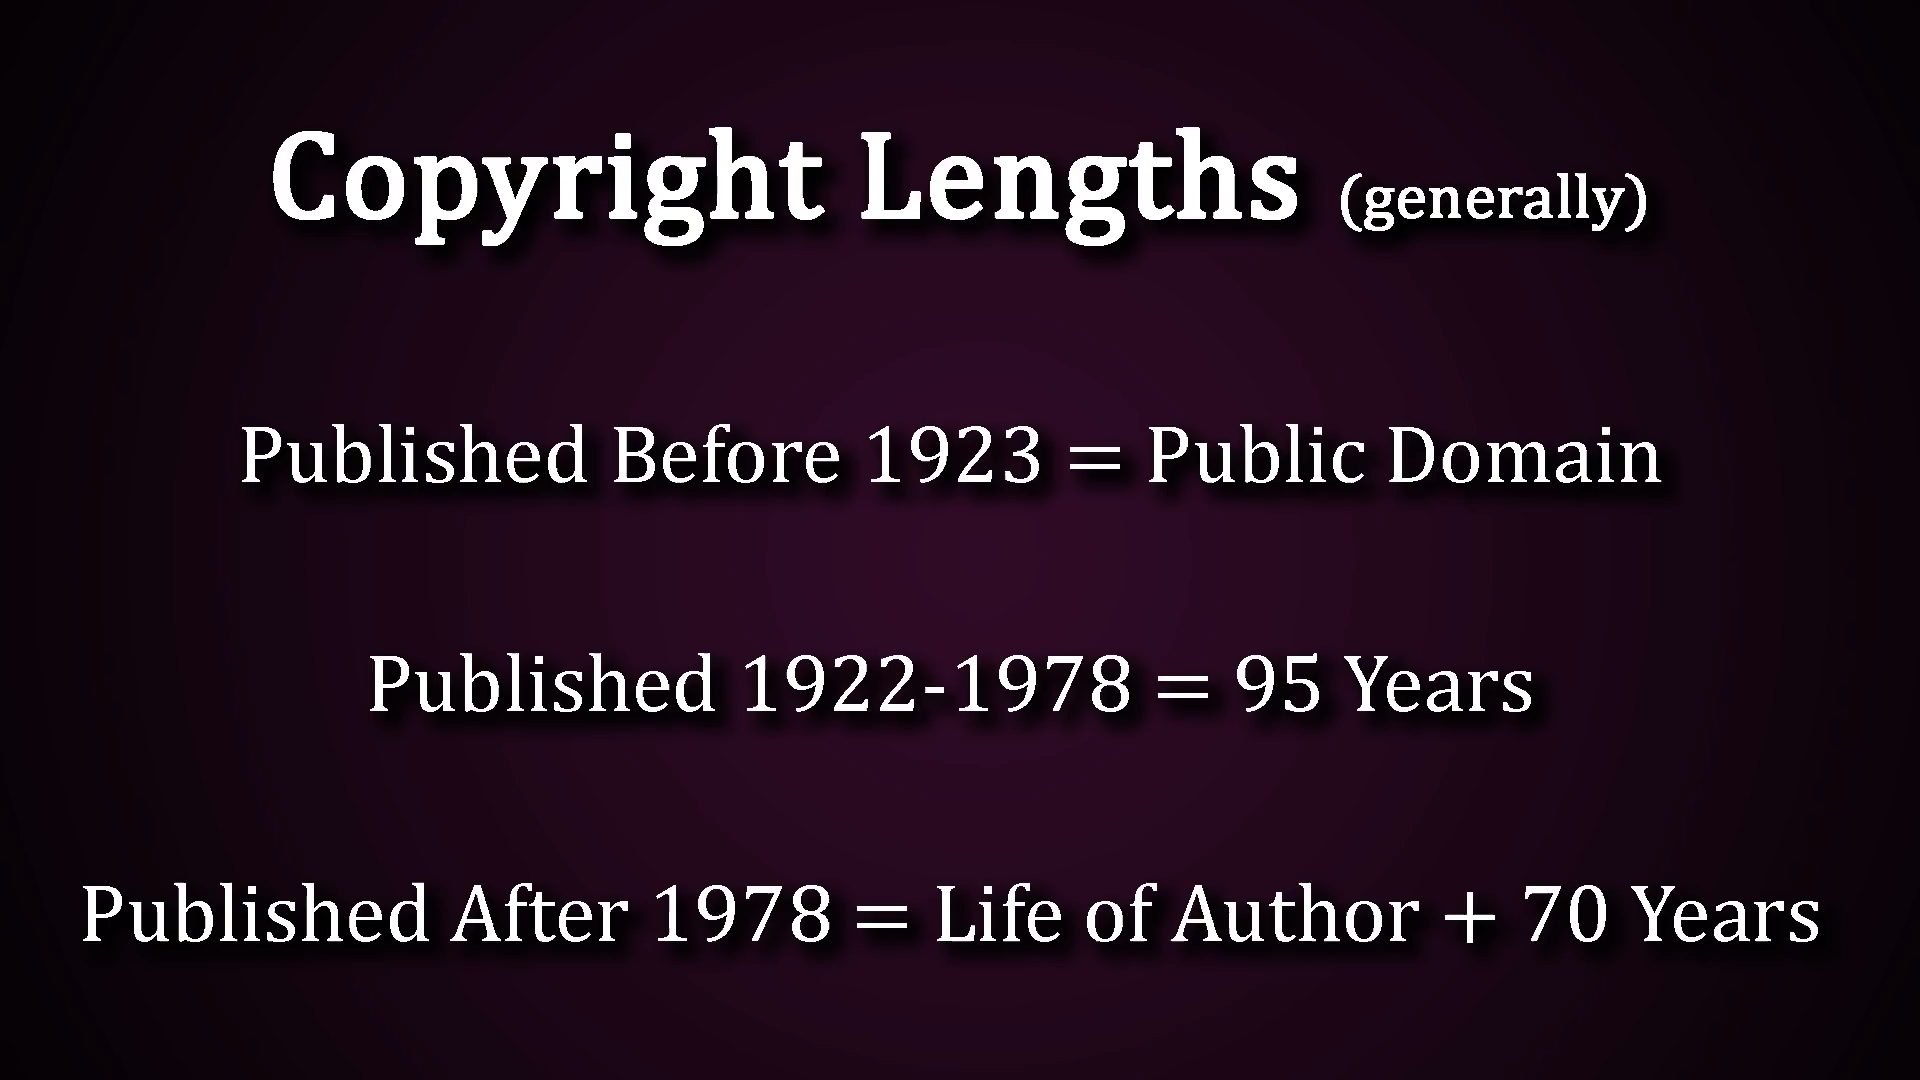 Copyright Lengths (generally)
Published Before 1923 = Public Domain
Published 1922-1978 = 95 Years
Published After 1978 = Life of Author + 70 Years